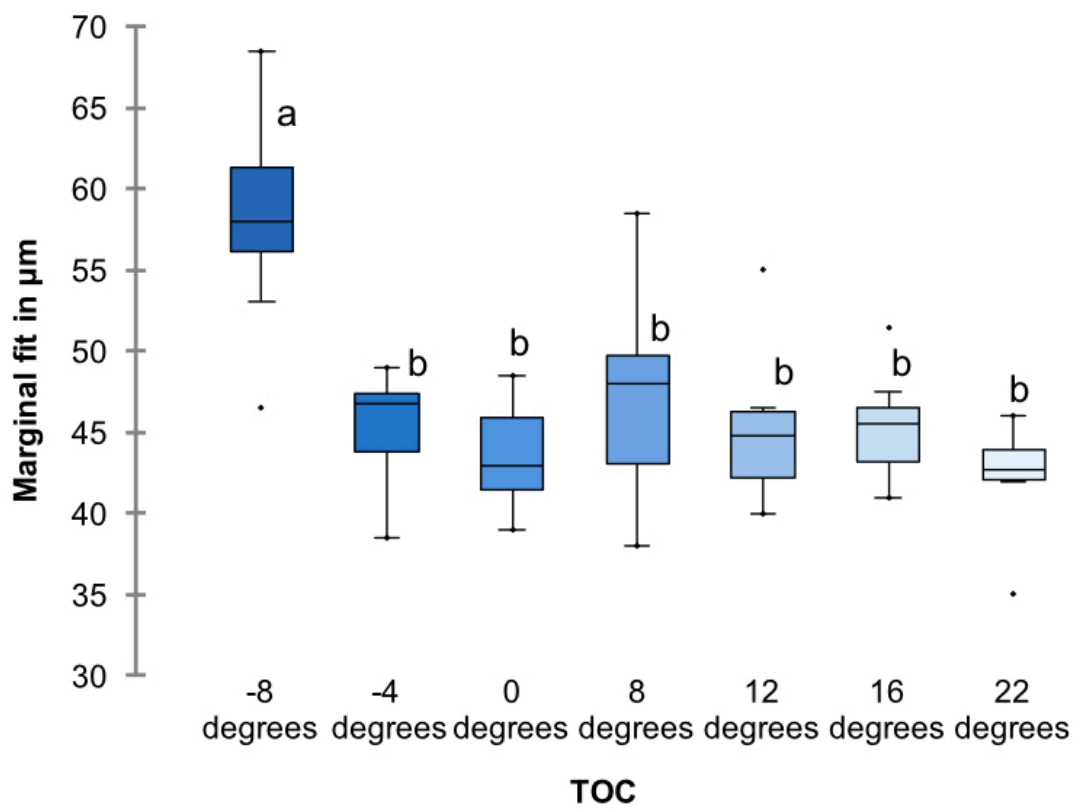 70
65
60
55
50
45
40
35
30
Marginal fit in µm
a
b
b
b
b
b
b
-8 degrees
-4 degrees
0 degrees
8 degrees
12 degrees
16 degrees
22 degrees
TOC